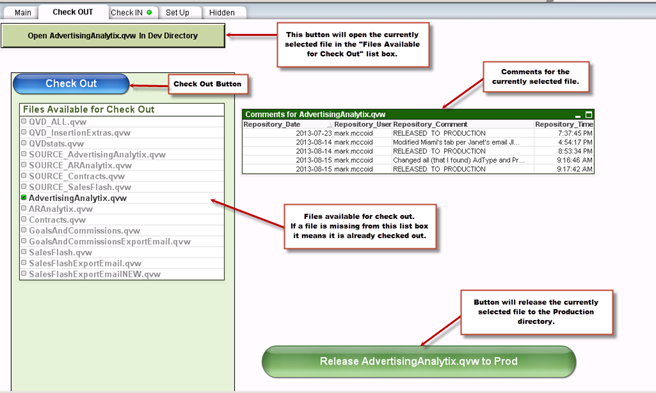 Main
Check OUT
Check IN
Set Up
Hidden
Open AdvertisingAnalytix.qvw In Dev Directory
This button will open the currently
selected file in the "Files Available
for Check Out" list box.
Check Out
Check Out Button
Comments for the
currently selected file.
Files Available for Check Out
QVD_ALL.qvw
QVD_InsertionExtras.qvw
QVDstats.qvw
SOURCE_AdvertisingAnalytix.qvw
SOURCE_ARAnalytix.qvw
SOURCE_Contracts.qvw
SOURCE_SalesFlash.qvw
AdvertisingAnalytix.qvw
ARAnalytix.qvw
Contracts.qvw
GoalsAndCommissions.qvw
GoalsAndCommissionsExportEmail.qvw
SalesFlash.qvw
SalesFlashExportEmail.qvw
SalesFlashExportEmailNEW.qvw
Comments for AdvertisingAnalytix.qvw
Repository_Date Repository_User Repository_Comment Repository_Time
2013-07-23 mark.mccoid RELEASED TO PRODUCTION 7:37:45 PM
2013-08-14 mark.mccoid Modified Miami's tab per Janet's email JI... 4:54:17 PM
2013-08-14 mark.mccoid RELEASED TO PRODUCTION 8:53:34 PM
2013-08-15 mark.mccoid Changed all (that I found) AdType and Pr... 9:16:46 AM
2013-08-15 mark.mccoid RELEASED TO PRODUCTION 9:17:42 AM
Files available for check out.
If a file is missing from this list box
it means it is already checked out.
Button will release the currently
selected file to the Production
directory.
Release AdvertisingAnalytix.qvw to Prod